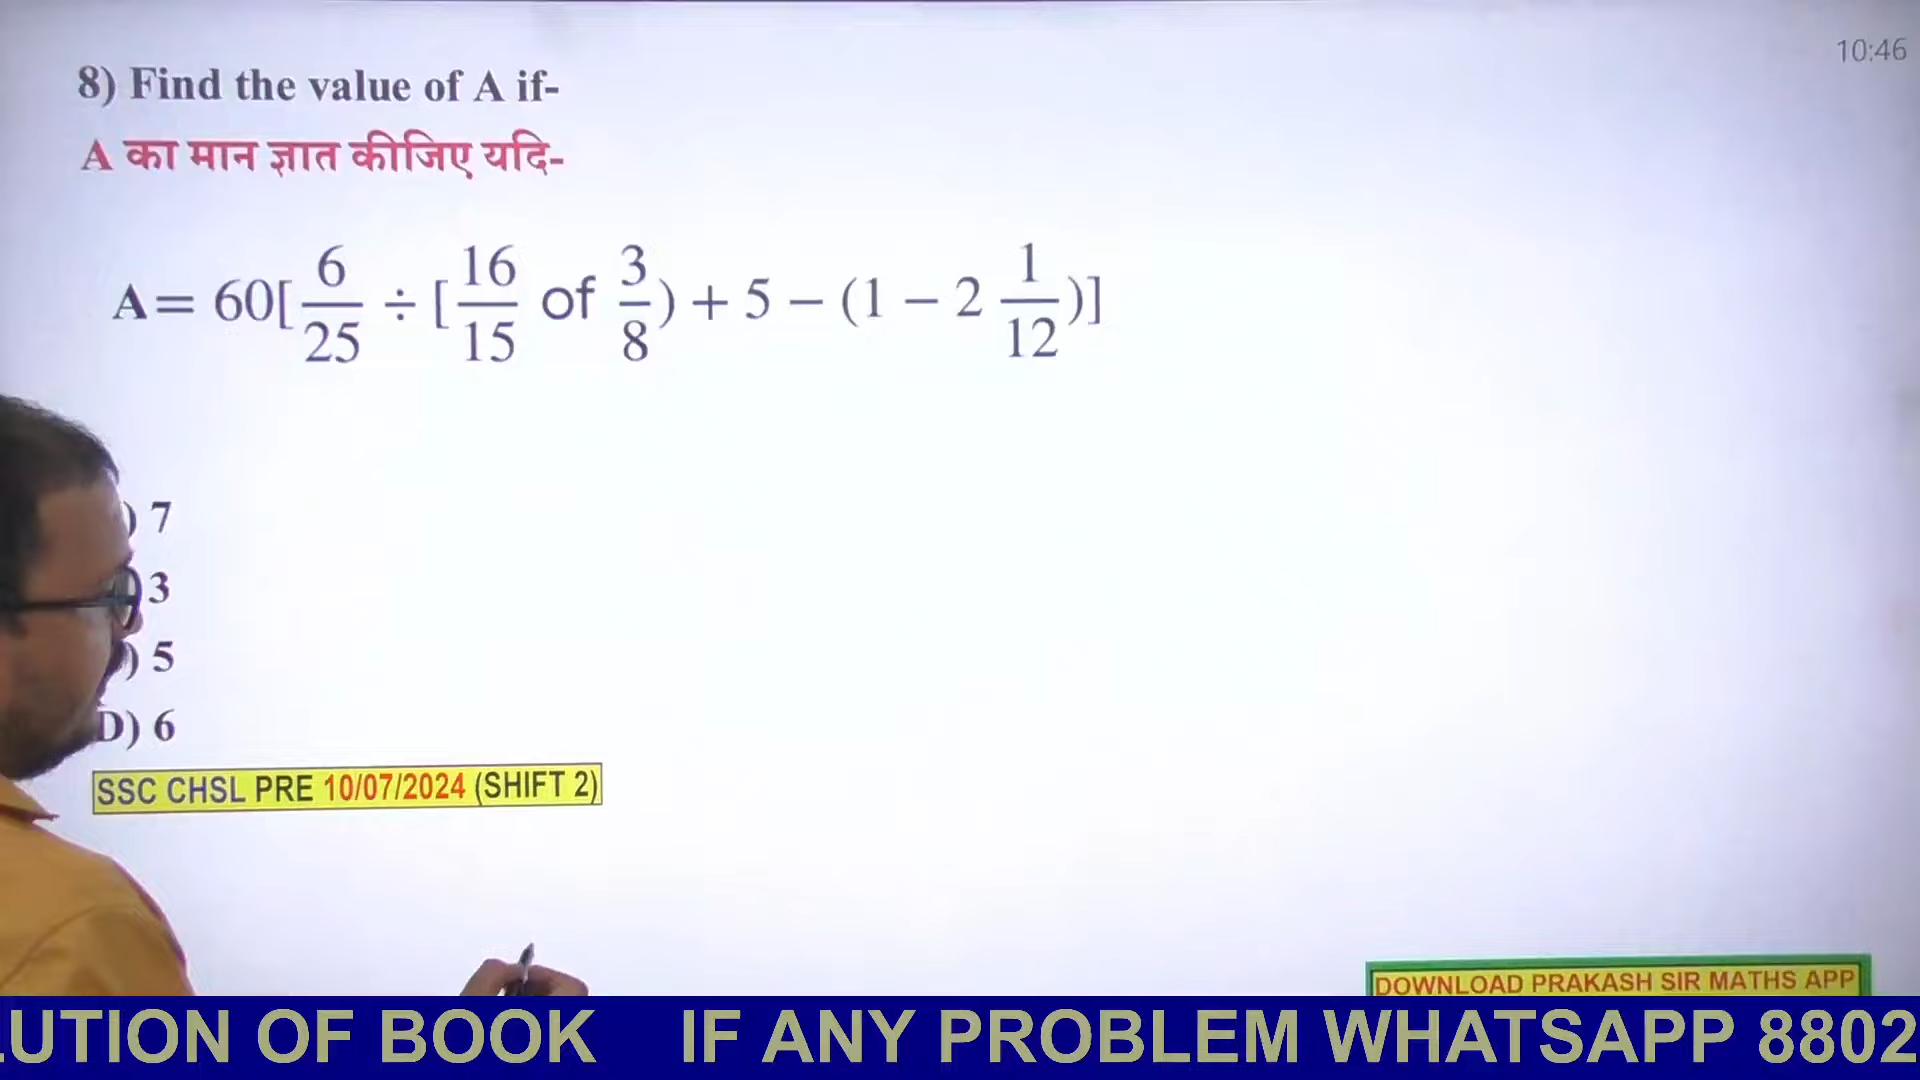 10:46
8) Find the value of A if-
A का मान ज्ञात कीजिए यदि-
A= 60[6/25 ÷ [16/15 of 3/8) + 5 − (1 − 2 1/12)]
) 7
) 3
) 5
D) 6
SSC CHSL PRE 10/07/2024 (SHIFT 2)
DOWNLOAD PRAKASH SIR MATHS APP
LUTION OF BOOK IF ANY PROBLEM WHATSAPP 8802